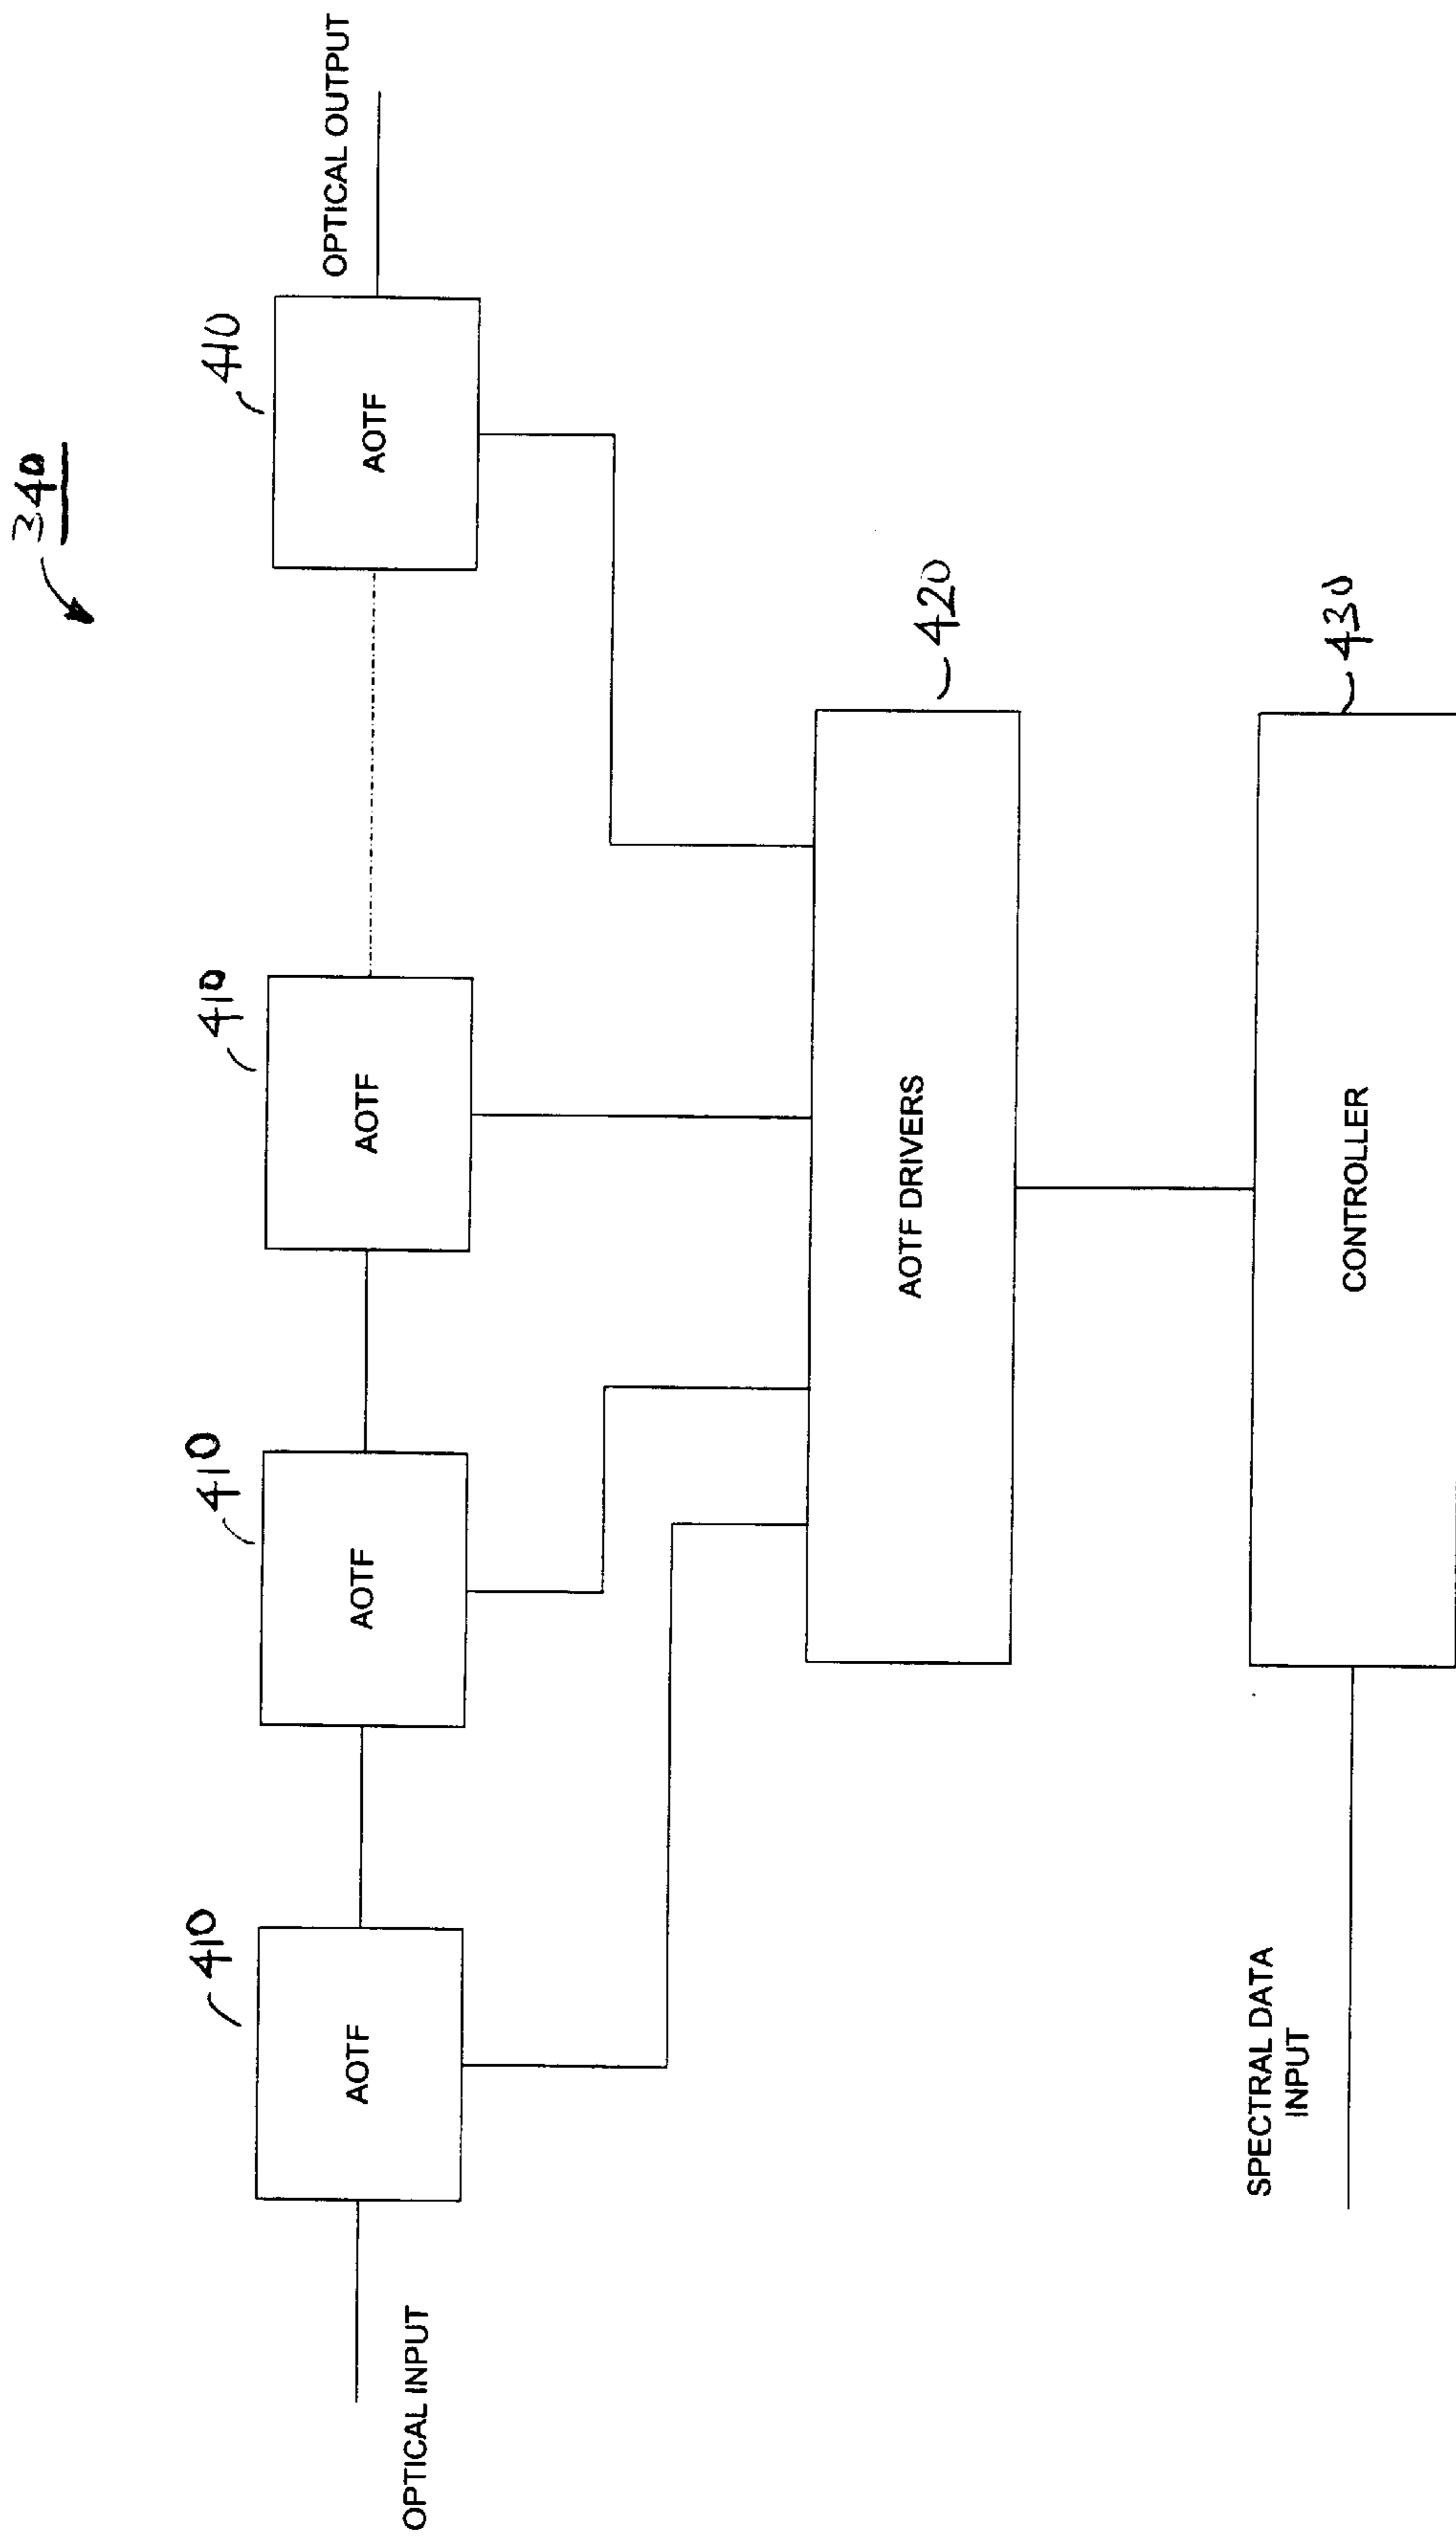 340
410
410
410
410
OPTICAL OUTPUT
AOTF
AOTF
AOTF
AOTF
OPTICAL INPUT
420
AOTF DRIVERS
430
SPECTRAL DATA
INPUT
CONTROLLER